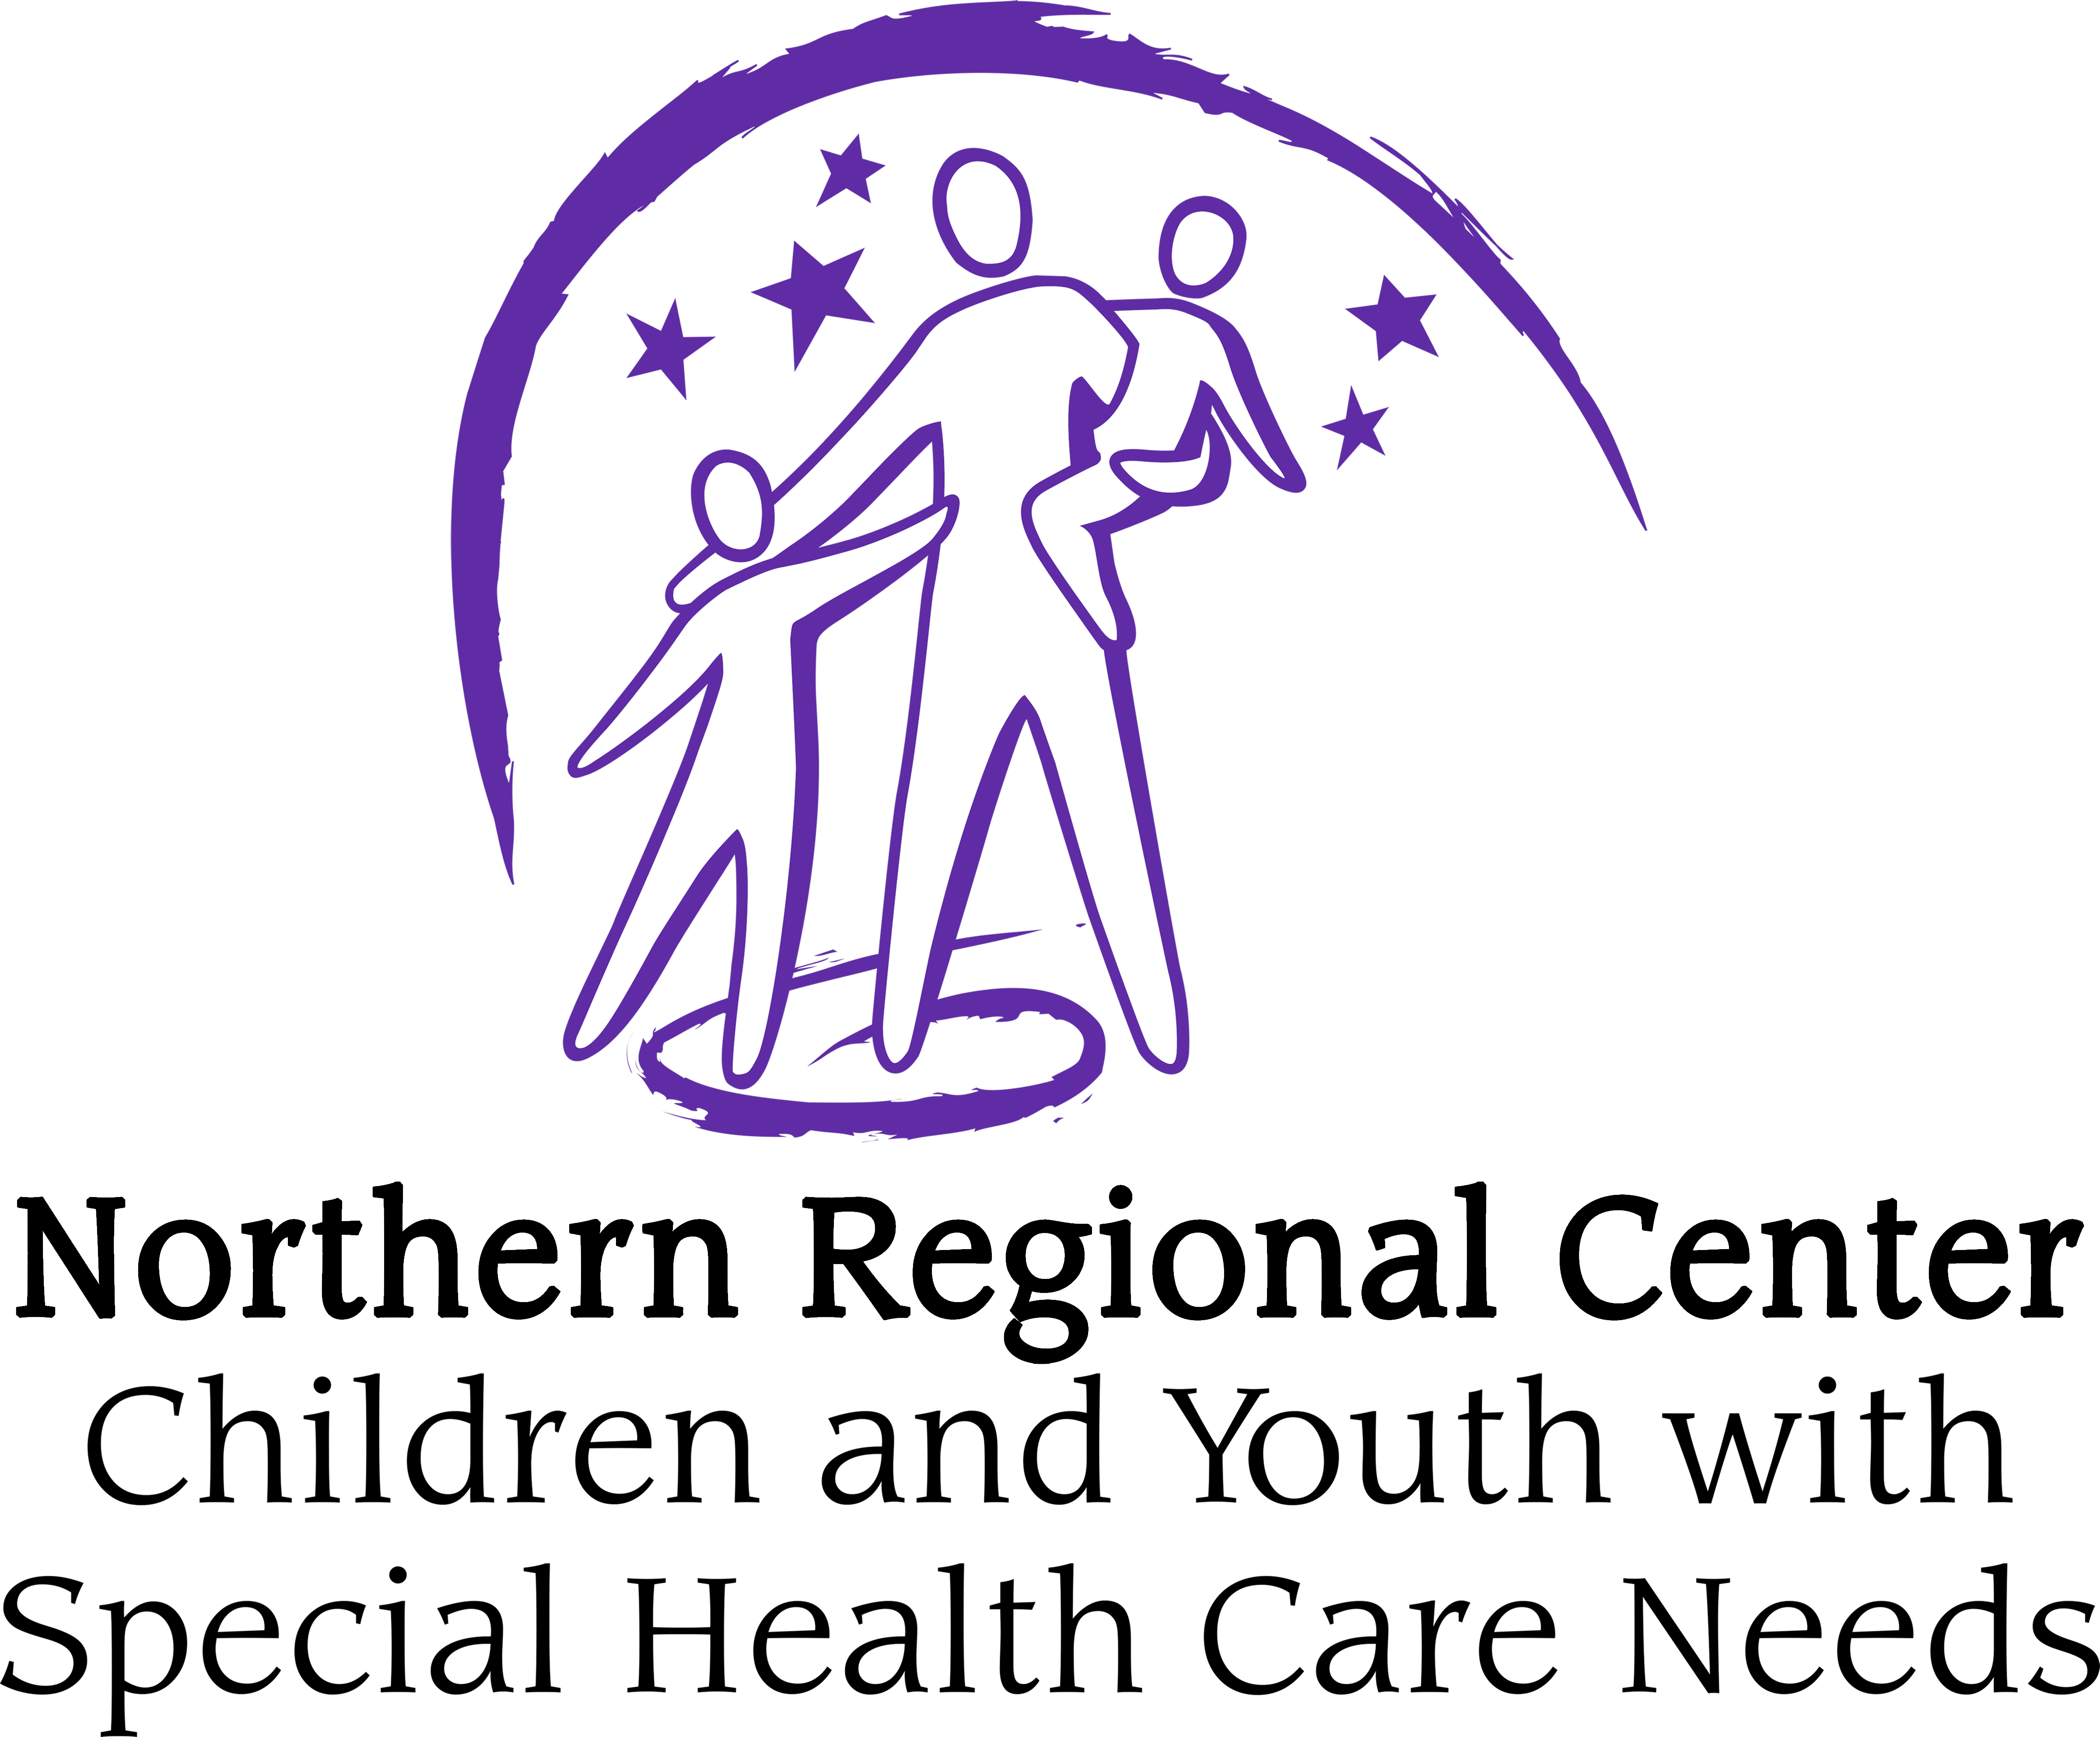 Northern Regional Center
Children and Youth with
Special Health Care Needs